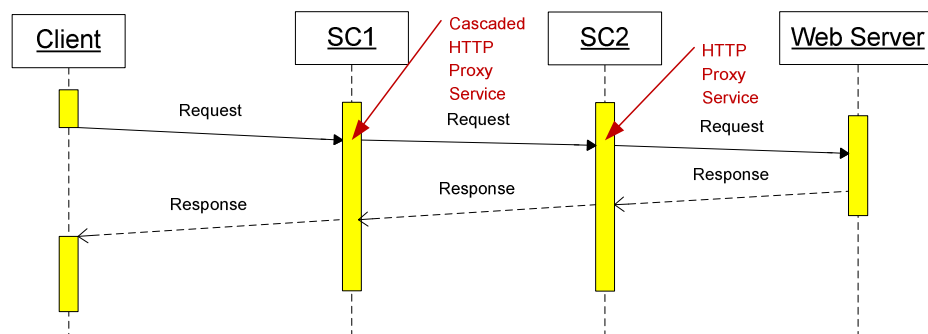 Client
SC1
SC2
Web Server
Cascaded
HTTP
Proxy
Service
HTTP
Proxy
Service
Request
Request
Request
Response
Response
Response